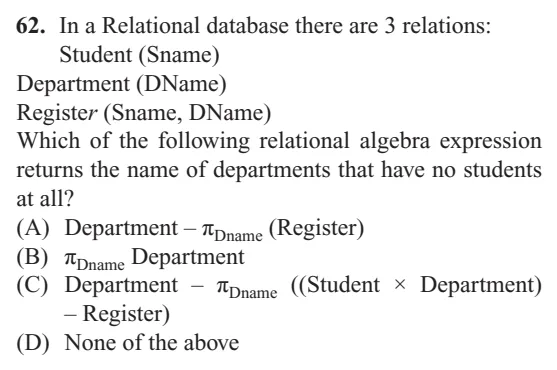 62. In a Relational database there are 3 relations:
Student (Sname)
Department (DName)
Register (Sname, DName)
Which of the following relational algebra expression
returns the name of departments that have no students
at all?
(A) Department – πDname (Register)
(B) πDname Department
(C) Department – πDname ((Student × Department)
– Register)
(D) None of the above